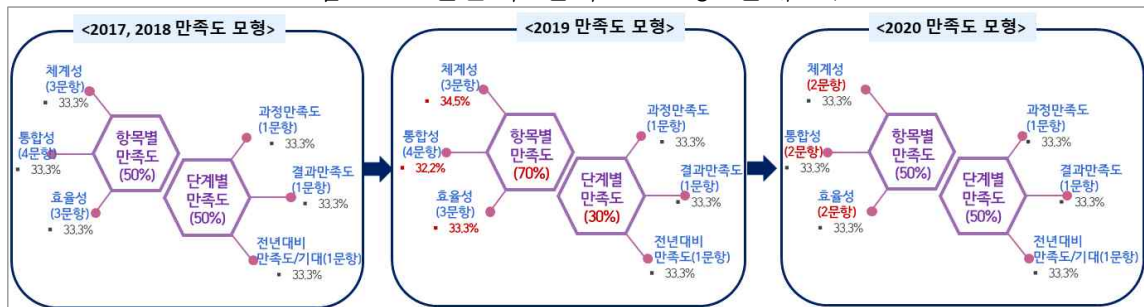 <2017, 2018 만족도 모형>
체계성
(3문항)
▪ 33.3%
통합성
(4문항)
▪ 33.3%
효율성
(3문항)
▪ 33.3%
항목별
만족도
(50%)
단계별
만족도
(50%)
과정만족도
(1문항)
▪ 33.3%
결과만족도
(1문항)
▪ 33.3%
전년대비
만족도/기대(1문항)
▪ 33.3%
<2019 만족도 모형>
체계성
(3문항)
▪ 34.5%
통합성
(4문항)
▪ 32.2%
효율성
(3문항)
▪ 33.3%
항목별
만족도
(70%)
단계별
만족도
(30%)
과정만족도
(1문항)
▪ 33.3%
결과만족도
(1문항)
▪ 33.3%
전년대비
만족도(1문항)
▪ 33.3%
<2020 만족도 모형>
체계성
(2문항)
▪ 33.3%
통합성
(2문항)
▪ 33.3%
효율성
(2문항)
▪ 33.3%
항목별
만족도
(50%)
단계별
만족도
(50%)
과정만족도
(1문항)
▪ 33.3%
결과만족도
(1문항)
▪ 33.3%
전년대비
만족도/기대(1문항)
▪ 33.3%